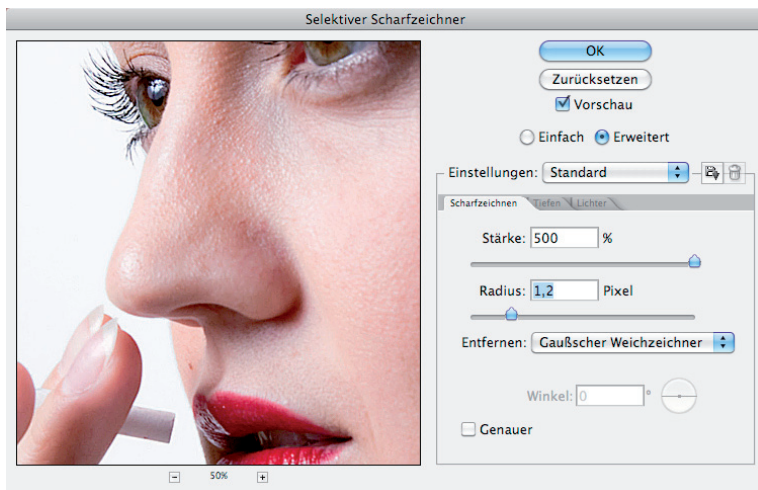 Selektiver Scharfzeichner
OK
Zurücksetzen
Vorschau
Einfach Erweitert
Einstellungen: Standard
Scharfzeichnen Tiefen Lichter
Stärke: 500 %
Radius: 1,2 Pixel
Entfernen: Gaußscher Weichzeichner
Winkel: 0 °
Genauer
- 50% +